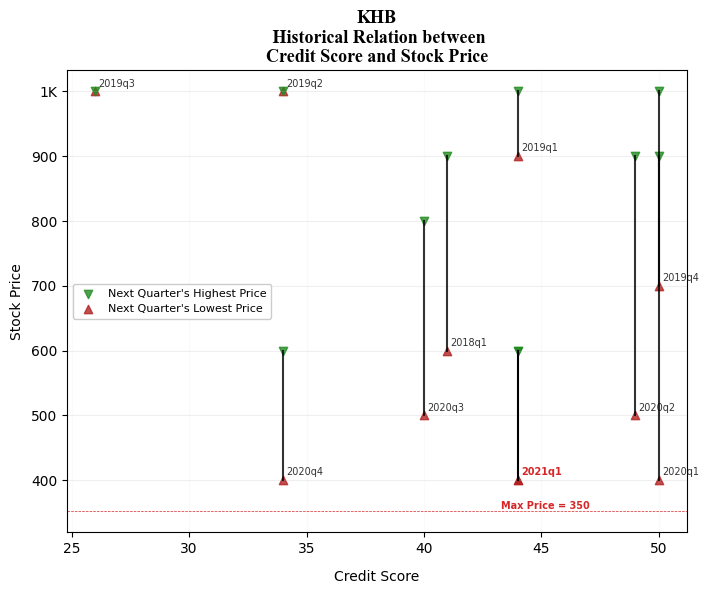 KHB
Historical Relation between
Credit Score and Stock Price
2019q3
2019q2
1K
2019q1
900
800
2019q4
700
Next Quarter's Highest Price
Next Quarter's Lowest Price
2018q1
600
2020q3
2020q2
500
2020q4
2021q1
2020q1
400
Max Price = 350
Stock Price
25
30
35
40
45
50
Credit Score